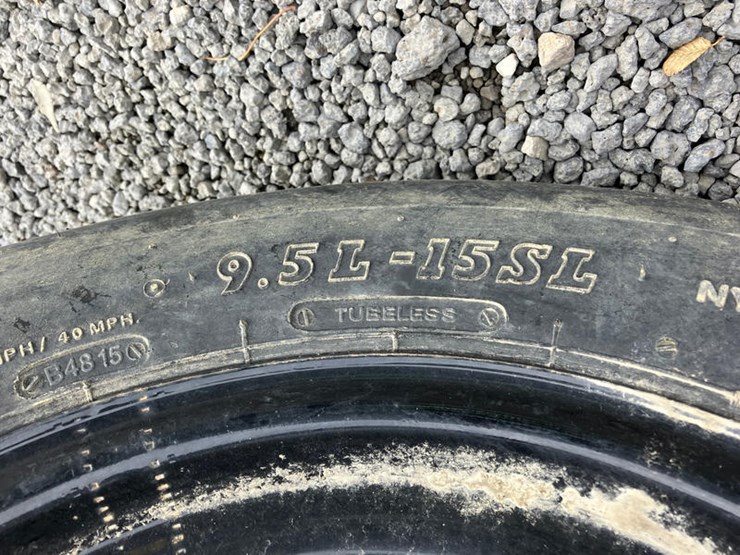 9.5L-15SL
TUBELESS
NY
MPH/ 40 MPH.
B4815